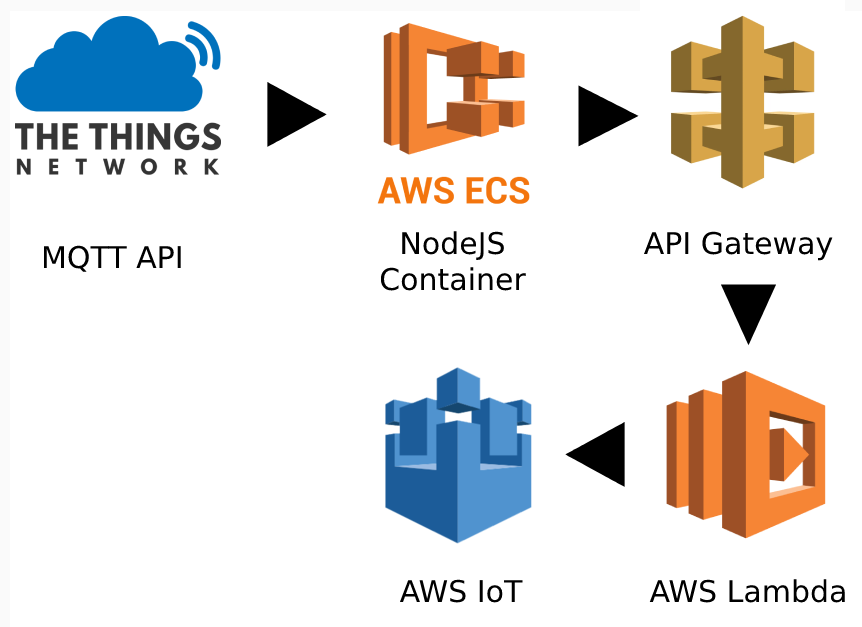 THE THINGS
NETWORK
MQTT API
AWS ECS
NodeJS
Container
API Gateway
AWS IoT
AWS Lambda